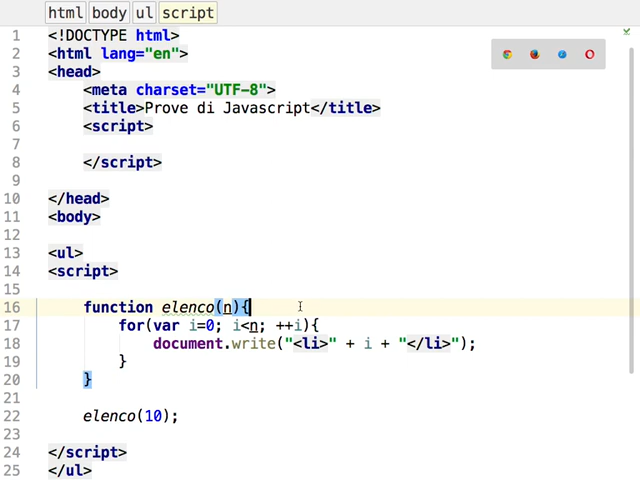 html body ul script
1 <!DOCTYPE html>
2 <html lang="en">
3 <head>
4 <meta charset="UTF-8">
5 <title>Prove di Javascript</title>
6 <script>
7
8 </script>
9
10 </head>
11 <body>
12
13 <ul>
14 <script>
15
16 function elenco(n){
17 for(var i=0; i<n; ++i){
18 document.write("<li>" + i + "</li>");
19 }
20 }
21
22 elenco(10);
23
24 </script>
25 </ul>